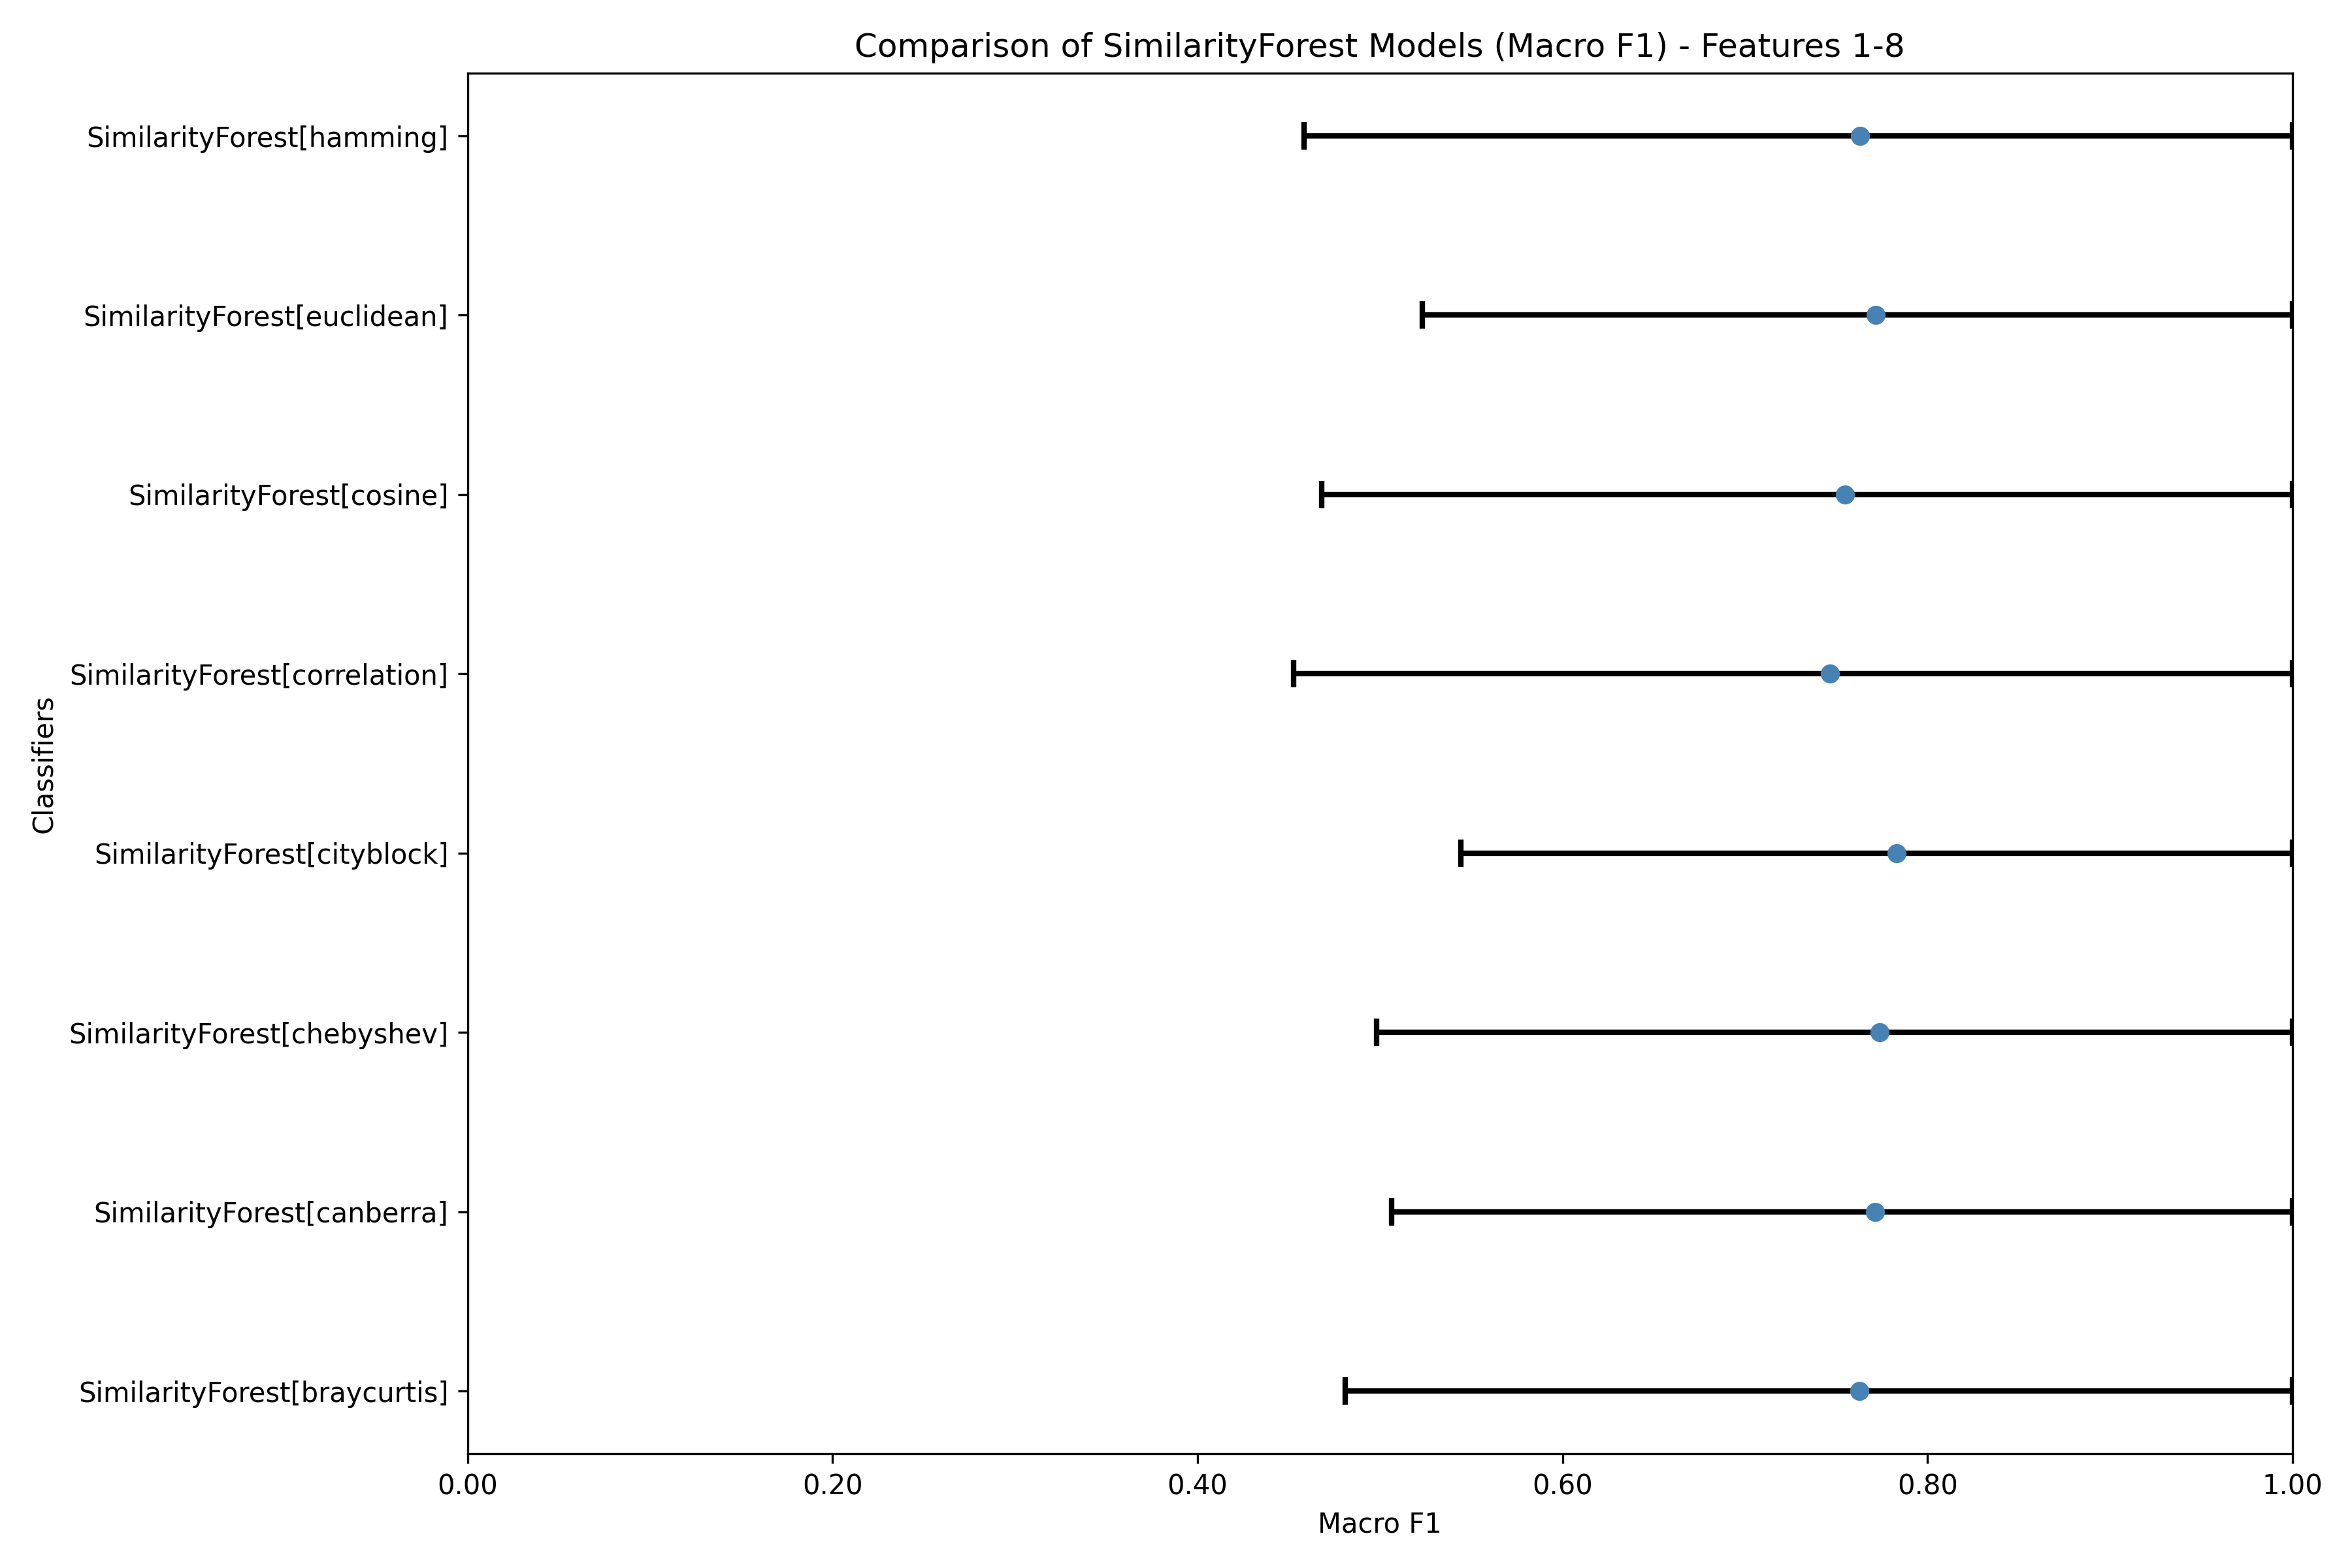 Comparison of SimilarityForest Models (Macro F1) - Features 1-8
Classifiers
SimilarityForest[hamming]
SimilarityForest[euclidean]
SimilarityForest[cosine]
SimilarityForest[correlation]
SimilarityForest[cityblock]
SimilarityForest[chebyshev]
SimilarityForest[canberra]
SimilarityForest[braycurtis]
0.00 0.20 0.40 0.60 0.80 1.00
Macro F1